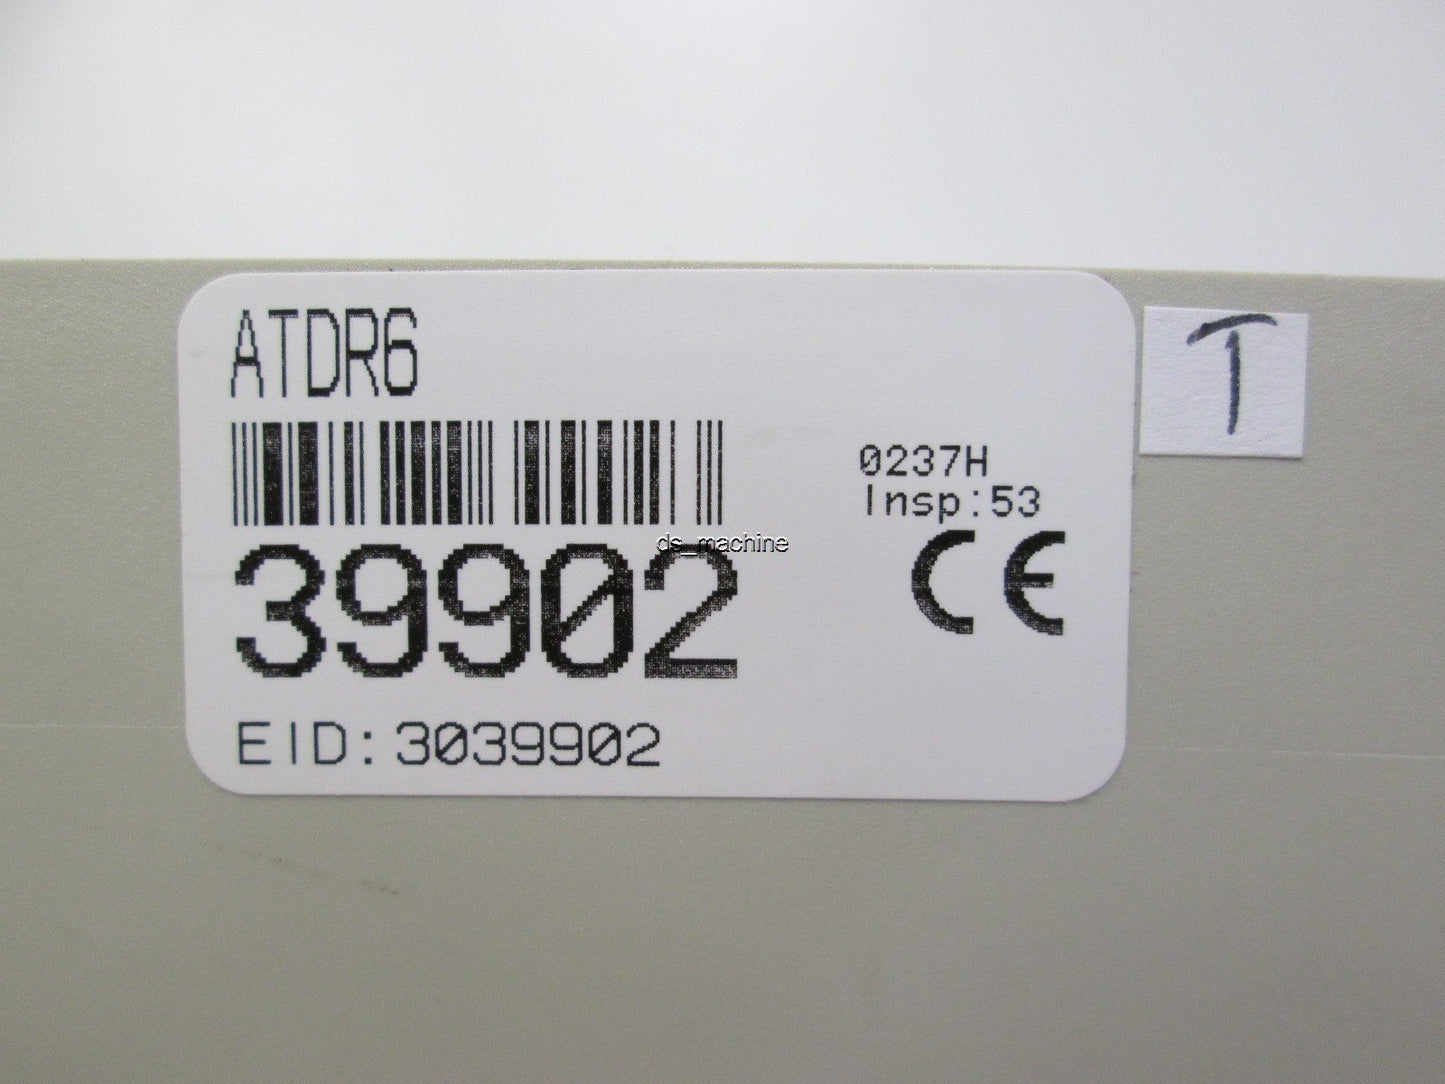 ATDR6
T
0237H
Insp:53
ds_machine
39902
CE
EID:3039902